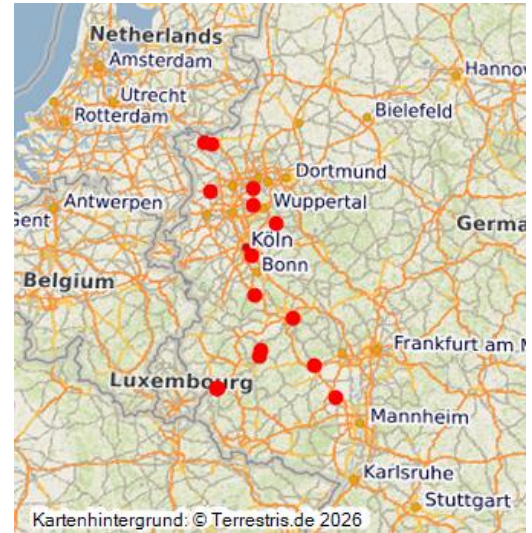 Netherlands
Amsterdam
Hannov
Utrecht
Bielefeld
Rotterdam
Dortmund
Antwerpen
Wuppertal
Gent
Germa
Köln
Bonn
Belgium
Frankfurt am M
Luxembourg
Mannheim
Karlsruhe
Stuttgart
Kartenhintergrund: © Terrestris.de 2026